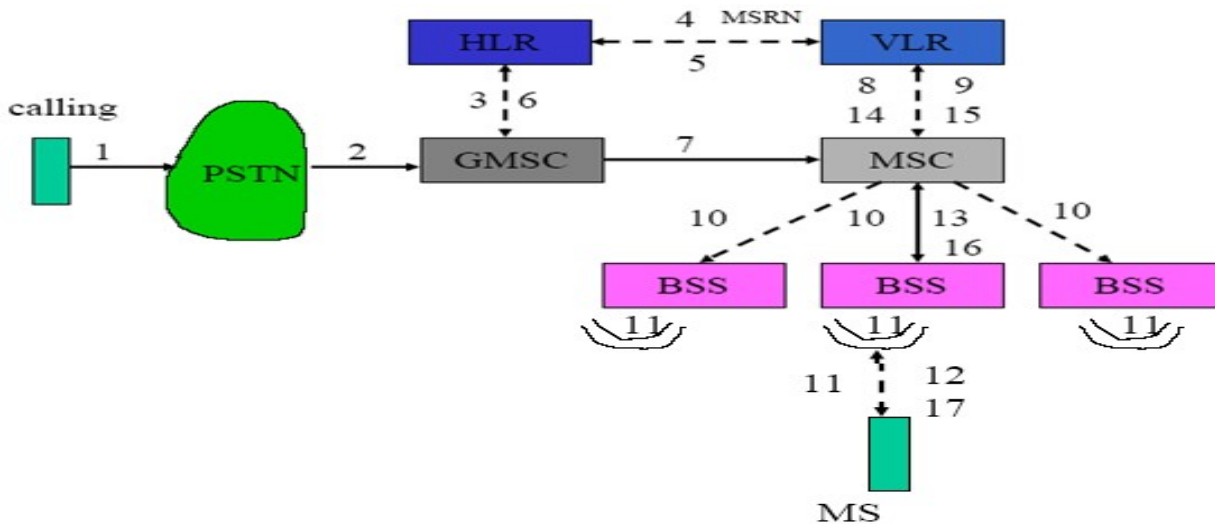 4 MSRN
HLR VLR
5
3 6
8 9
14 15
calling
1
PSTN
2
GMSC
7
MSC
10 10 13 10
16
BSS BSS BSS
11 11 11
11 12
17
MS